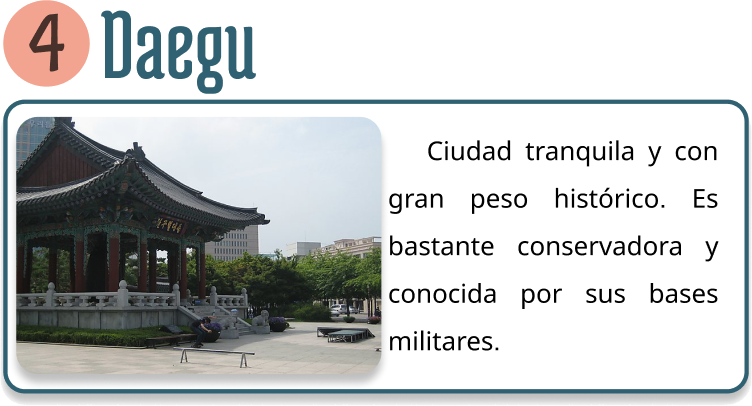 4 Daegu
Ciudad tranquila y con
gran peso histórico. Es
bastante conservadora y
conocida por sus bases
militares.